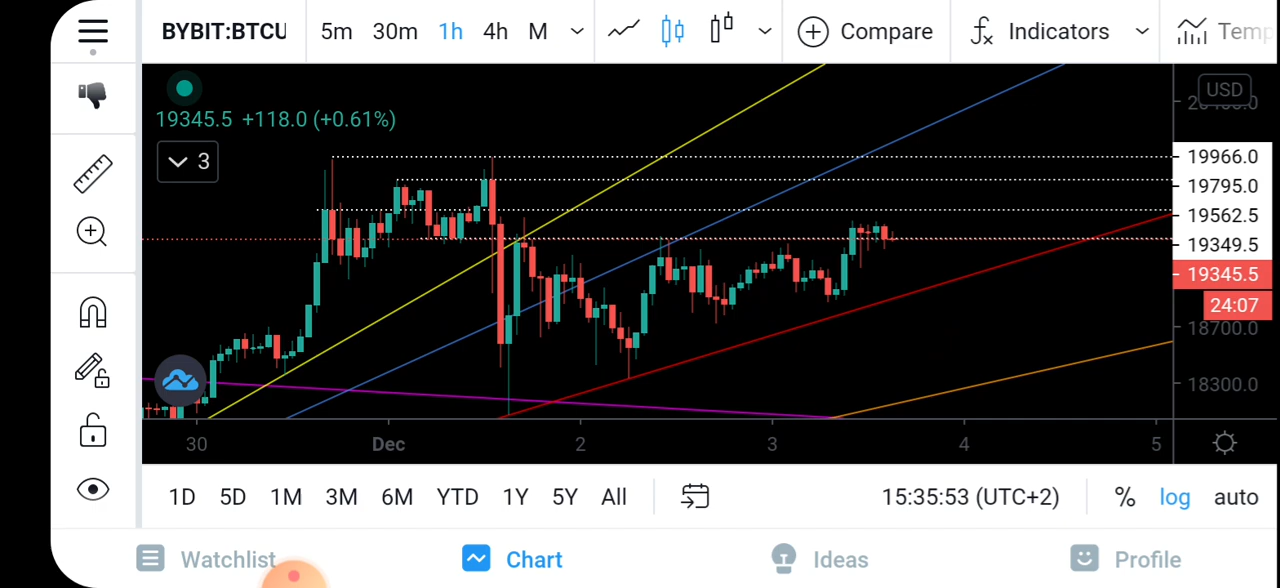 BYBIT:BTCU 5m 30m 1h 4h M Compare Indicators
19345.5 +118.0 (+0.61%)
3
USD
19966.0
19795.0
19562.5
19349.5
19345.5
24:07
18700.0
18300.0
30 Dec 2 3 4 5
1D 5D 1M 3M 6M YTD 1Y 5Y All 15:35:53 (UTC+2) % log auto
Watchlist Chart Ideas Profile